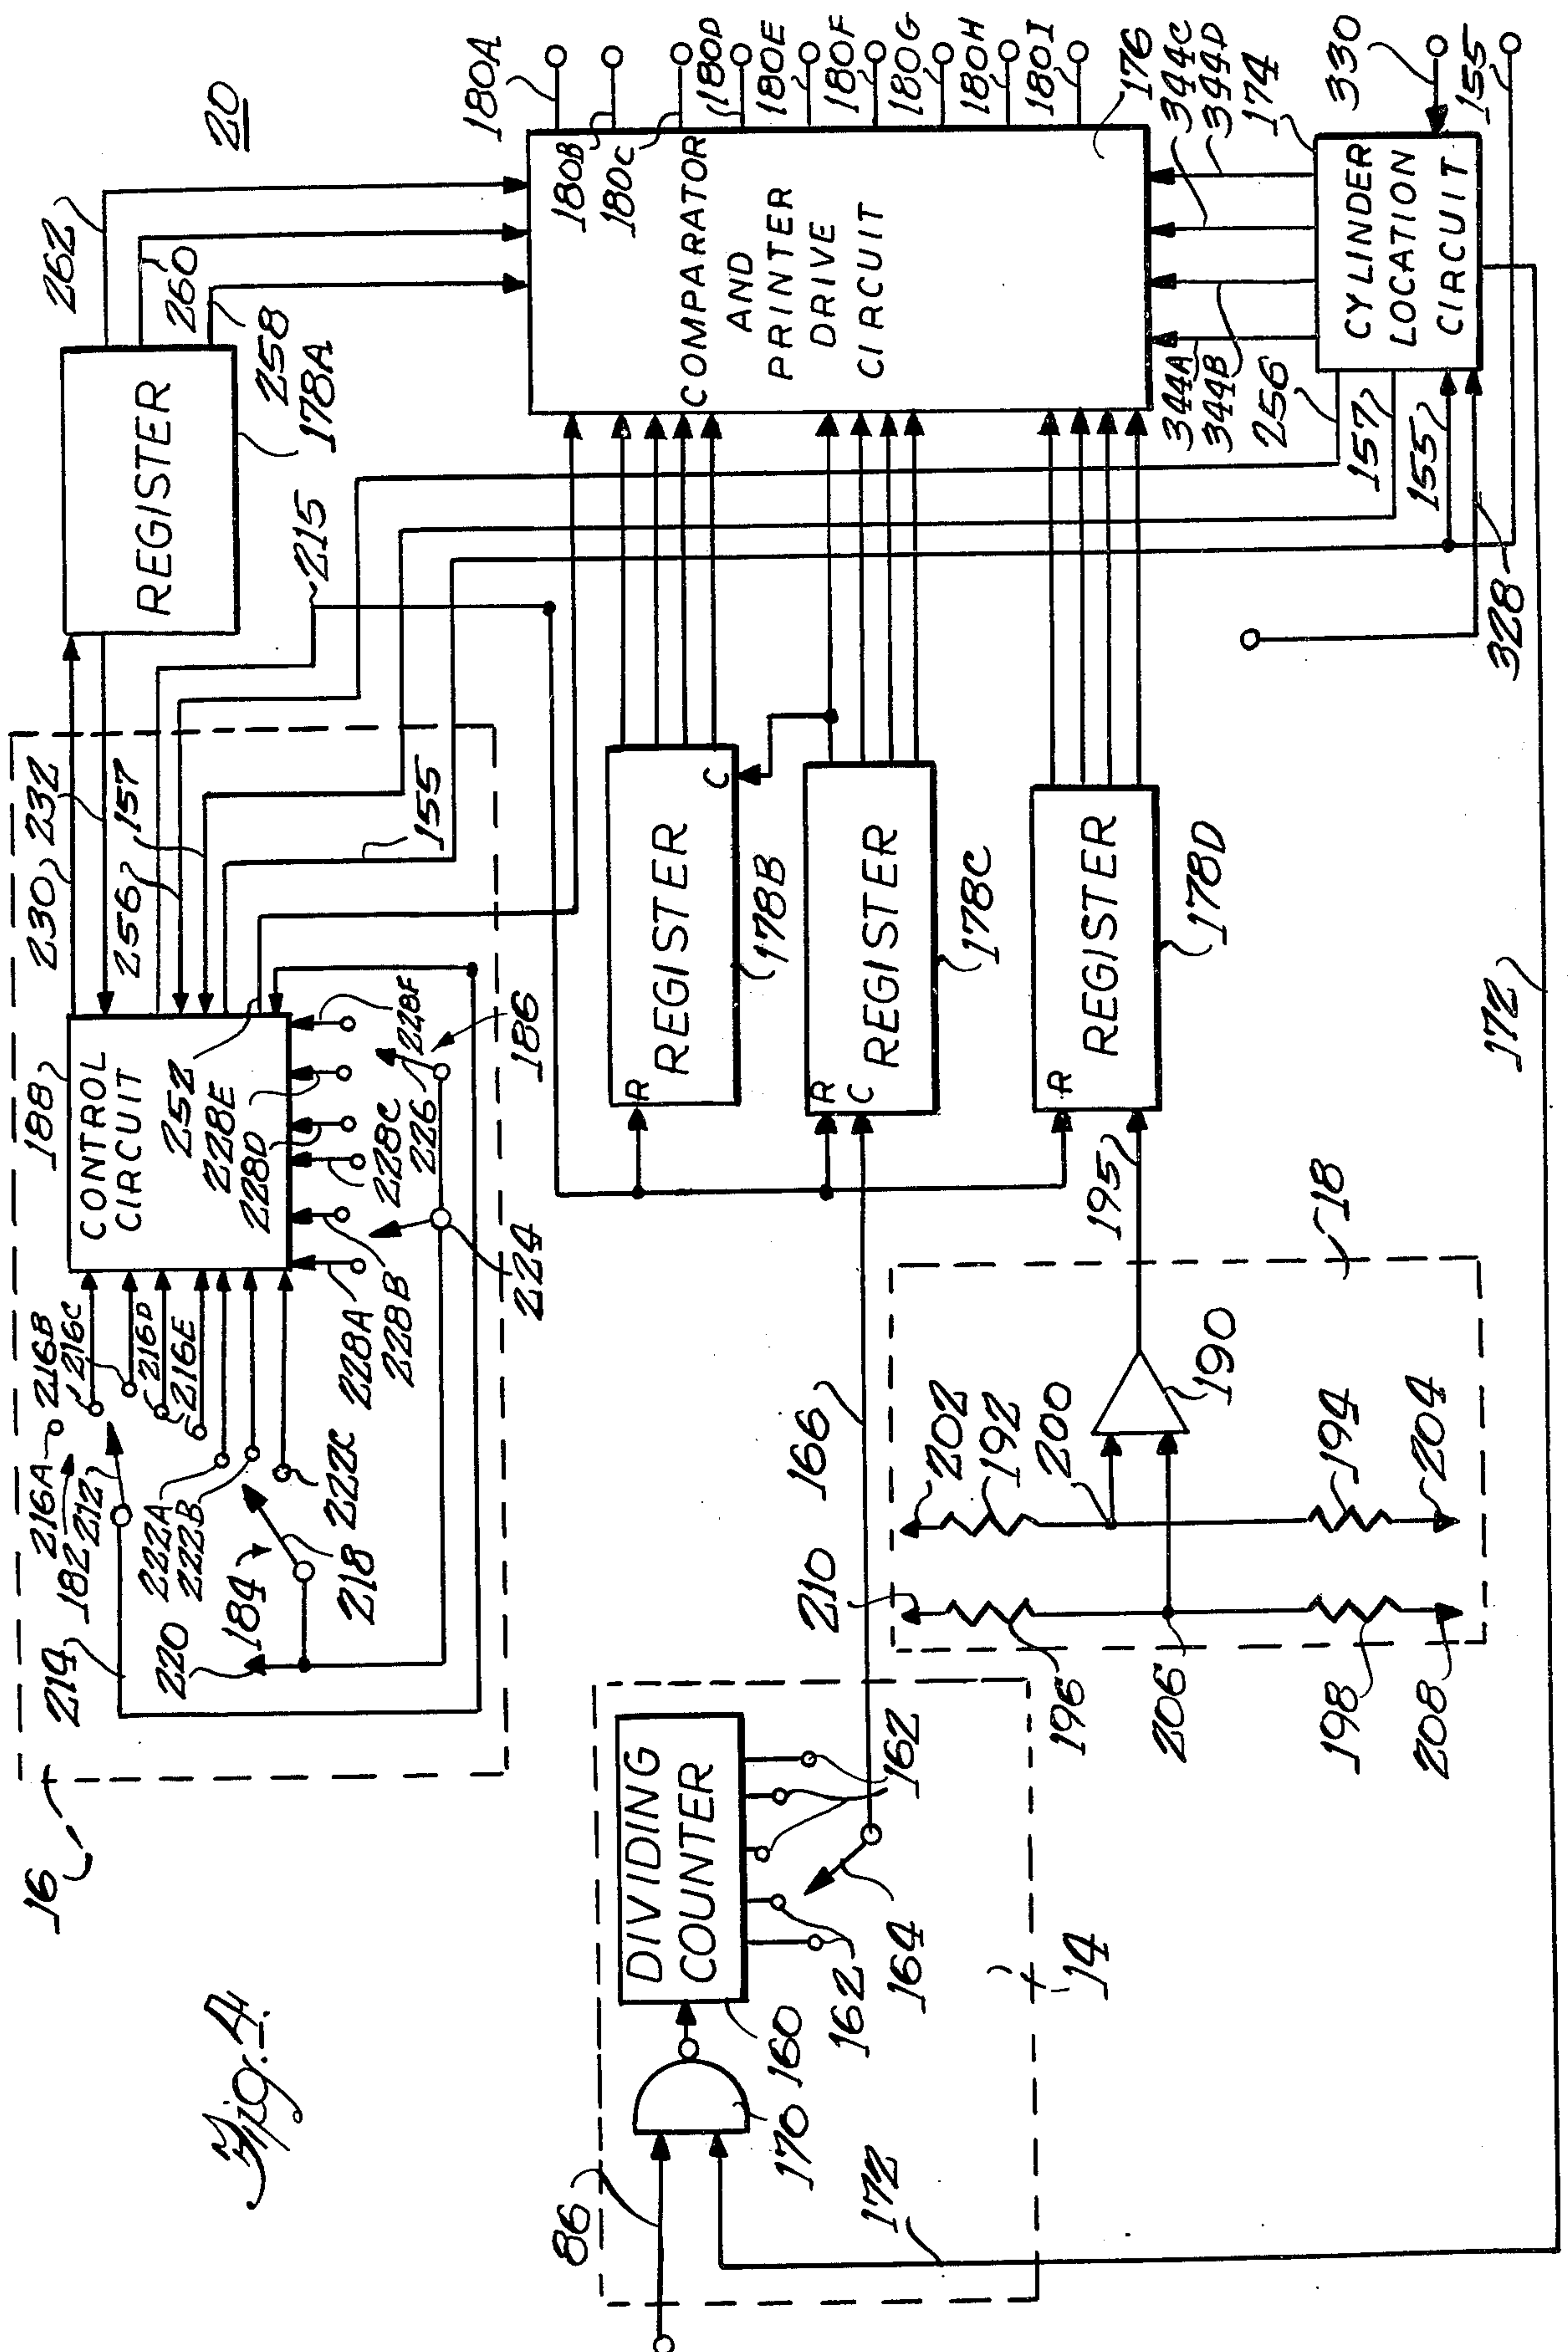 Fig. 4.
20
16
188
CONTROL
CIRCUIT
230
232
256
157
155
252
228E
228D
228F
228C
226
186
224
228A
228B
216A
216B
216C
216D
216E
182
212
214
222A
222B
222C
184
218
220
REGISTER
262
260
258
178A
215
COMPARATOR
AND
PRINTER
DRIVE
CIRCUIT
180A
180B
180C
180D
180E
180F
180G
180H
180I
176
344C
344D
174
344A
344B
256
157
155
CYLINDER
LOCATION
CIRCUIT
330
155
328
172
R
REGISTER
C
178B
R
C
REGISTER
178C
R
REGISTER
178D
195
18
190
166
202
192
200
194
204
210
196
206
198
208
DIVIDING
COUNTER
162
162
164
160
170
14
86
172